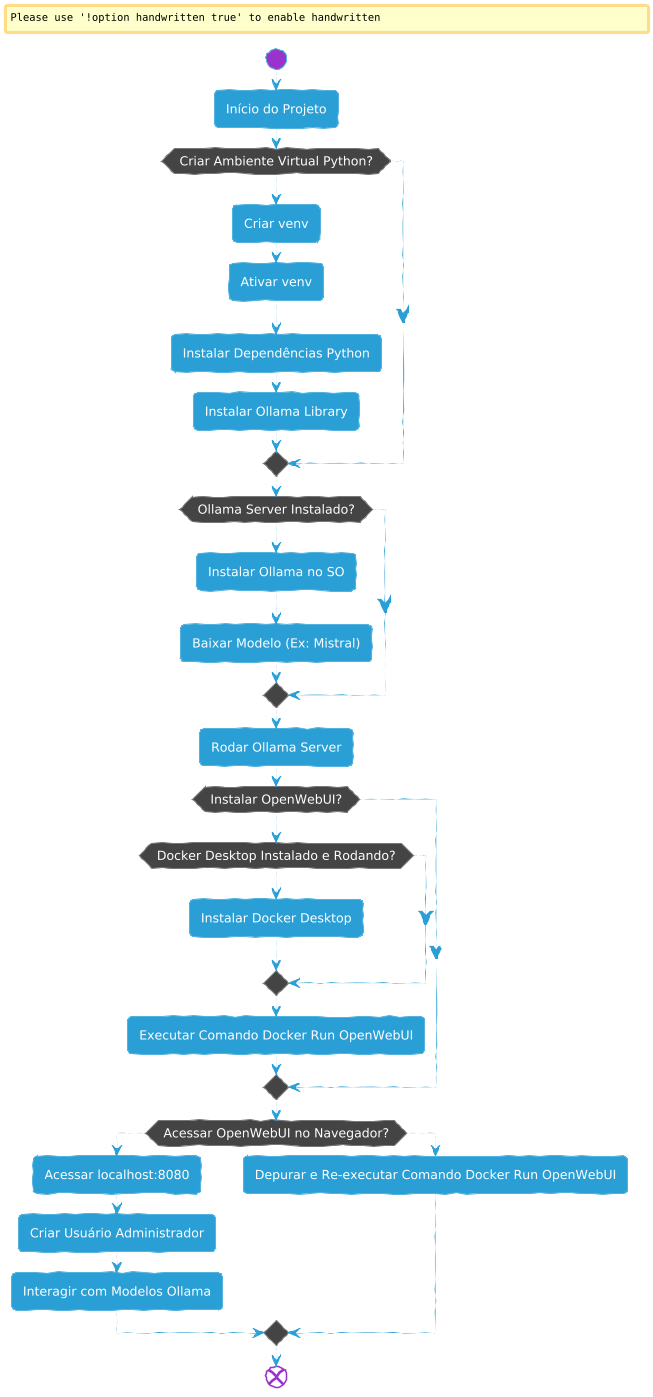 Please use '!option handwritten true' to enable handwritten
Início do Projeto
Criar Ambiente Virtual Python?
Criar venv
Ativar venv
Instalar Dependências Python
Instalar Ollama Library
Ollama Server Instalado?
Instalar Ollama no SO
Baixar Modelo (Ex: Mistral)
Rodar Ollama Server
Instalar OpenWebUI?
Docker Desktop Instalado e Rodando?
Instalar Docker Desktop
Executar Comando Docker Run OpenWebUI
Acessar OpenWebUI no Navegador?
Acessar localhost:8080
Criar Usuário Administrador
Interagir com Modelos Ollama
Depurar e Re-executar Comando Docker Run OpenWebUI